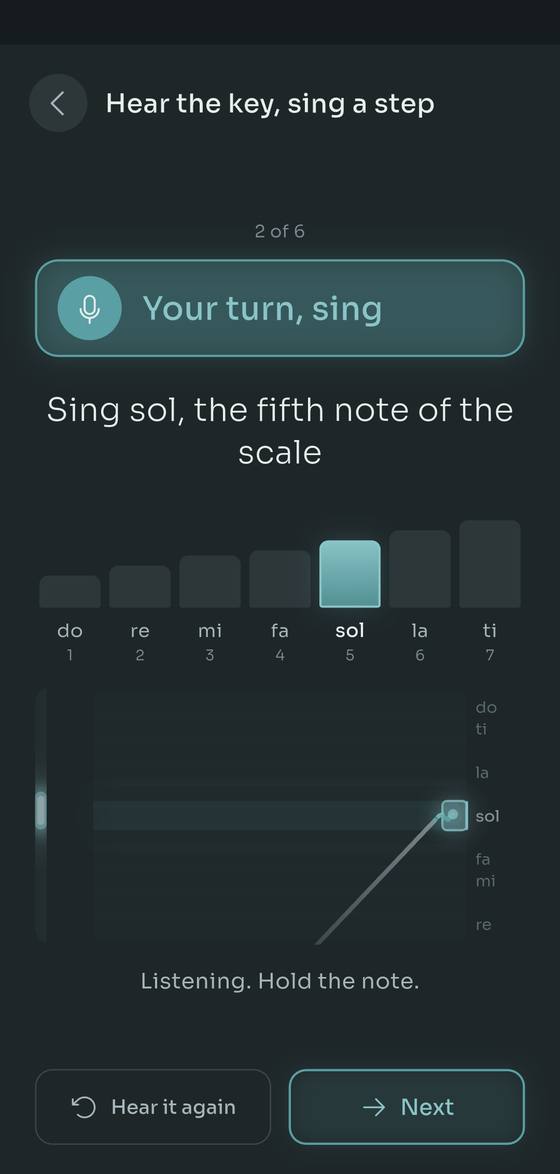 Hear the key, sing a step
2 of 6
Your turn, sing
Sing sol, the fifth note of the
scale
do re mi fa sol la ti
1 2 3 4 5 6 7
do
ti
la
sol
fa
mi
re
Listening. Hold the note.
Hear it again
Next